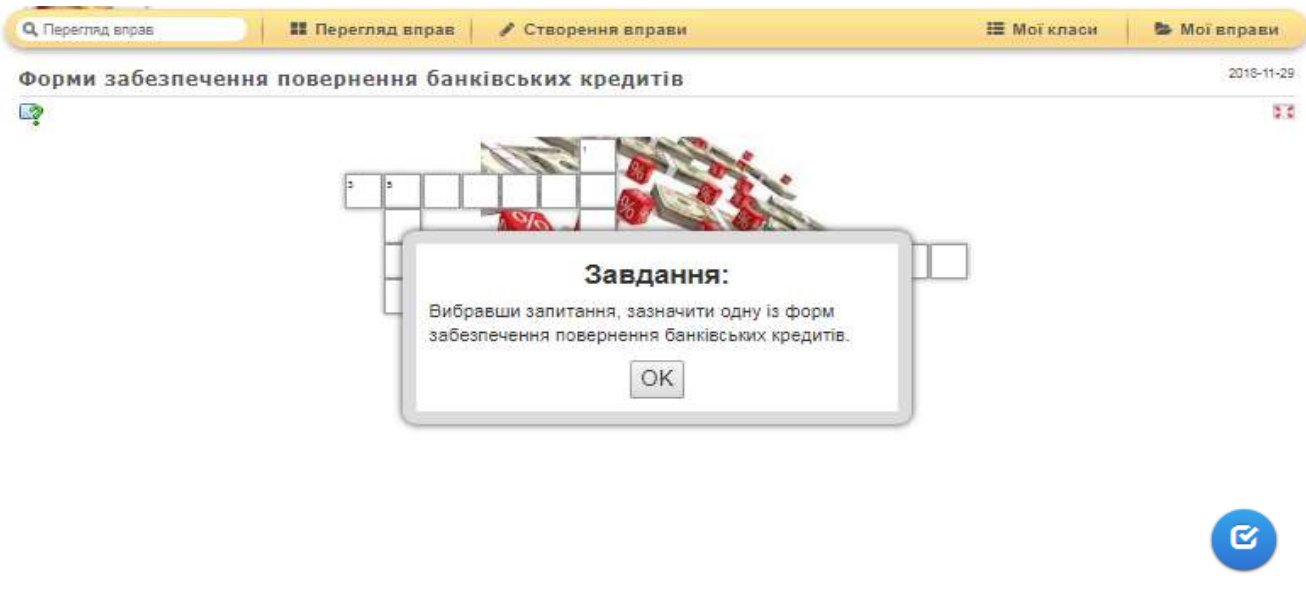 Перегляд вправ
Перегляд вправ
Створення вправи
Мої класи
Мої вправи
Форми забезпечення повернення банківських кредитів
2018-11-29
1
3 5
Завдання:
Вибравши запитання, зазначити одну із форм
забезпечення повернення банківських кредитів.
OK